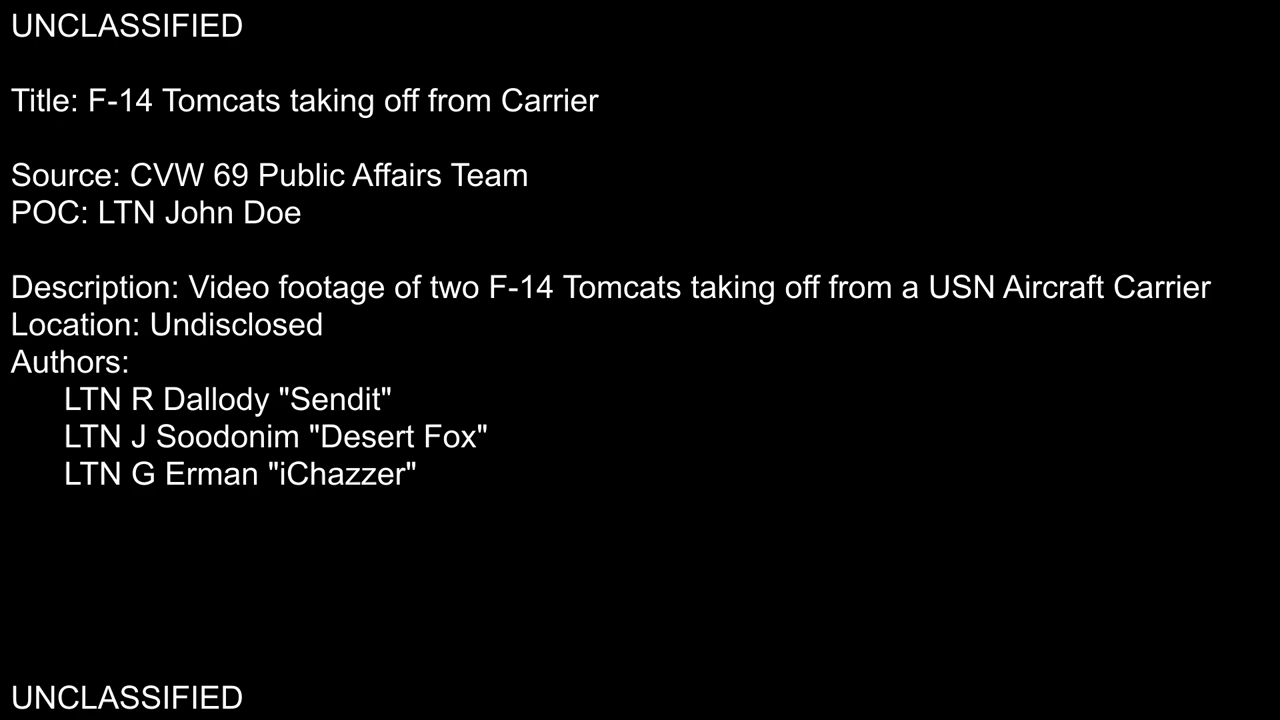 UNCLASSIFIED
Title: F-14 Tomcats taking off from Carrier
Source: CVW 69 Public Affairs Team
POC: LTN John Doe
Description: Video footage of two F-14 Tomcats taking off from a USN Aircraft Carrier
Location: Undisclosed
Authors:
LTN R Dallody "Sendit"
LTN J Soodonim "Desert Fox"
LTN G Erman "iChazzer"
UNCLASSIFIED